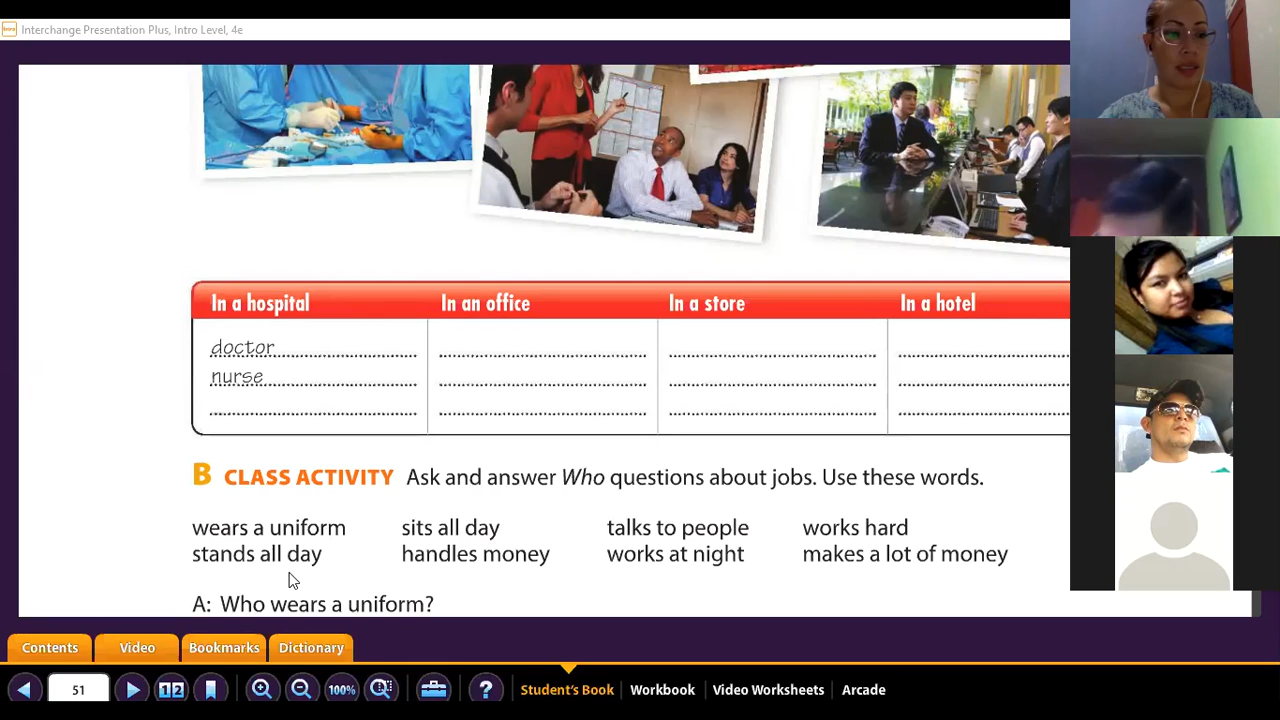 Interchange Presentation Plus, Intro Level, 4e
In a hospital In an office In a store In a hotel
doctor
nurse
B CLASS ACTIVITY Ask and answer Who questions about jobs. Use these words.
wears a uniform sits all day talks to people works hard
stands all day handles money works at night makes a lot of money
A: Who wears a uniform?
Contents Video Bookmarks Dictionary
51 1 2 100% ? Student's Book Workbook Video Worksheets Arcade